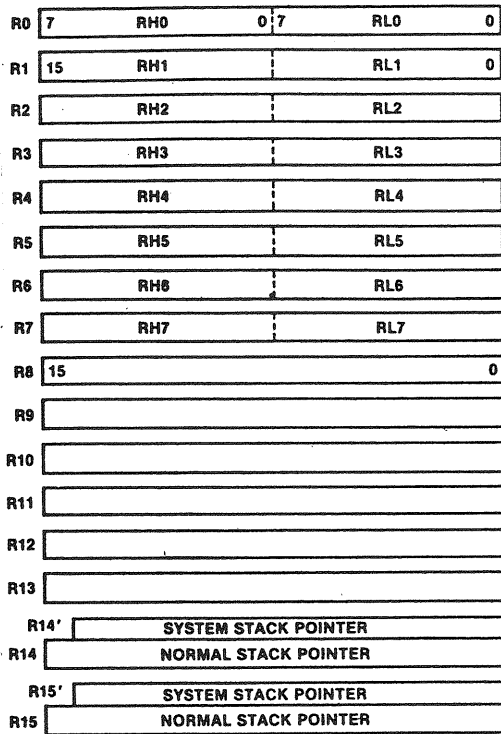 R0 7 RH0 0 7 RL0 0
R1 15 RH1 RL1 0
R2 RH2 RL2
R3 RH3 RL3
R4 RH4 RL4
R5 RH5 RL5
R6 RH6 RL6
R7 RH7 RL7
R8 15 0
R9
R10
R11
R12
R13
R14' SYSTEM STACK POINTER
R14 NORMAL STACK POINTER
R15' SYSTEM STACK POINTER
R15 NORMAL STACK POINTER